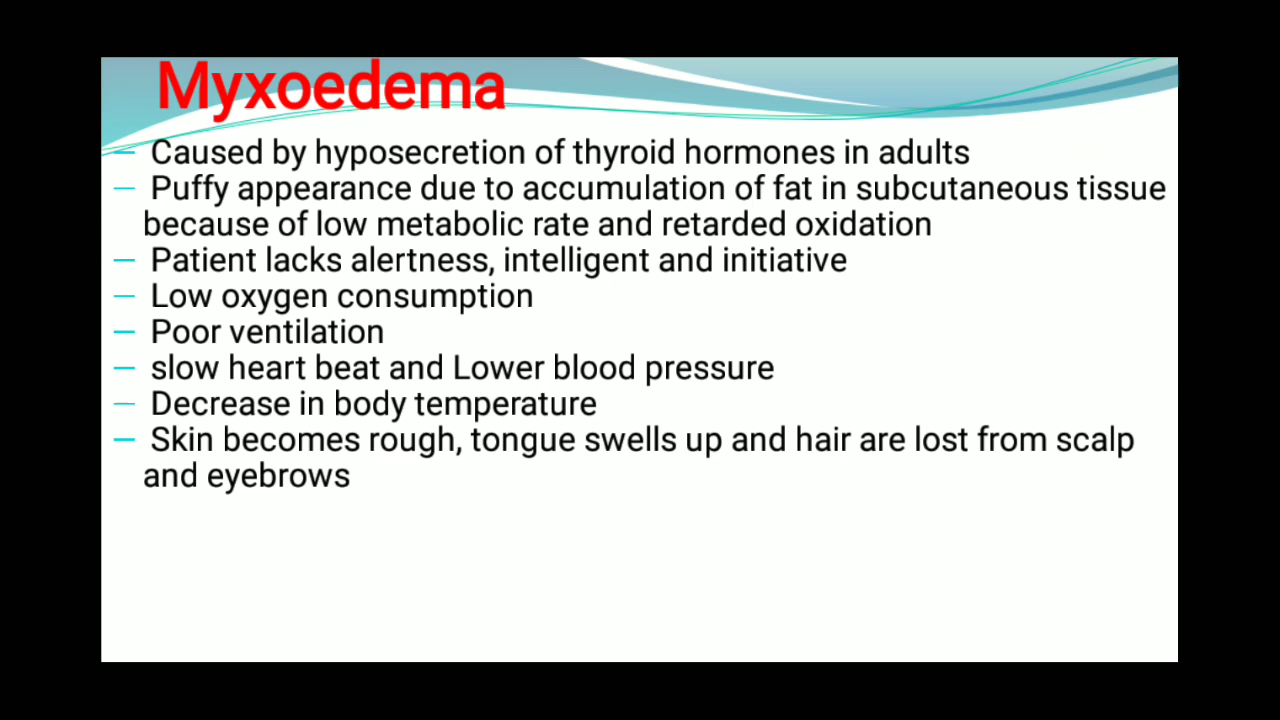 Myxoedema
– Caused by hyposecretion of thyroid hormones in adults
– Puffy appearance due to accumulation of fat in subcutaneous tissue
because of low metabolic rate and retarded oxidation
– Patient lacks alertness, intelligent and initiative
– Low oxygen consumption
– Poor ventilation
– slow heart beat and Lower blood pressure
– Decrease in body temperature
– Skin becomes rough, tongue swells up and hair are lost from scalp
and eyebrows